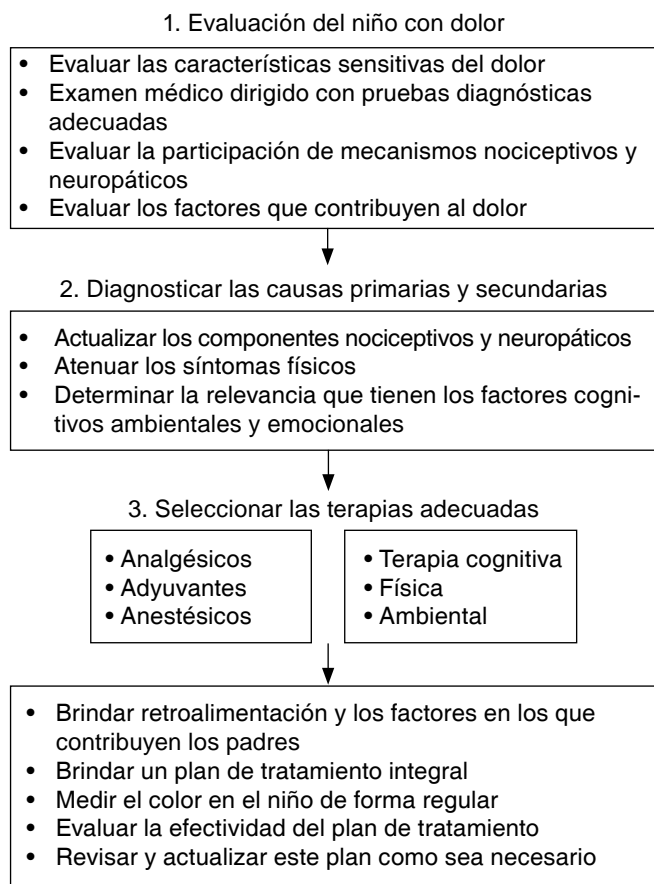 1. Evaluación del niño con dolor
• Evaluar las características sensitivas del dolor
• Examen médico dirigido con pruebas diagnósticas
adecuadas
• Evaluar la participación de mecanismos nociceptivos y
neuropáticos
• Evaluar los factores que contribuyen al dolor
2. Diagnosticar las causas primarias y secundarias
• Actualizar los componentes nociceptivos y neuropáticos
• Atenuar los síntomas físicos
• Determinar la relevancia que tienen los factores cogni-
tivos ambientales y emocionales
3. Seleccionar las terapias adecuadas
• Analgésicos
• Adyuvantes
• Anestésicos
• Terapia cognitiva
• Física
• Ambiental
• Brindar retroalimentación y los factores en los que
contribuyen los padres
• Brindar un plan de tratamiento integral
• Medir el color en el niño de forma regular
• Evaluar la efectividad del plan de tratamiento
• Revisar y actualizar este plan como sea necesario